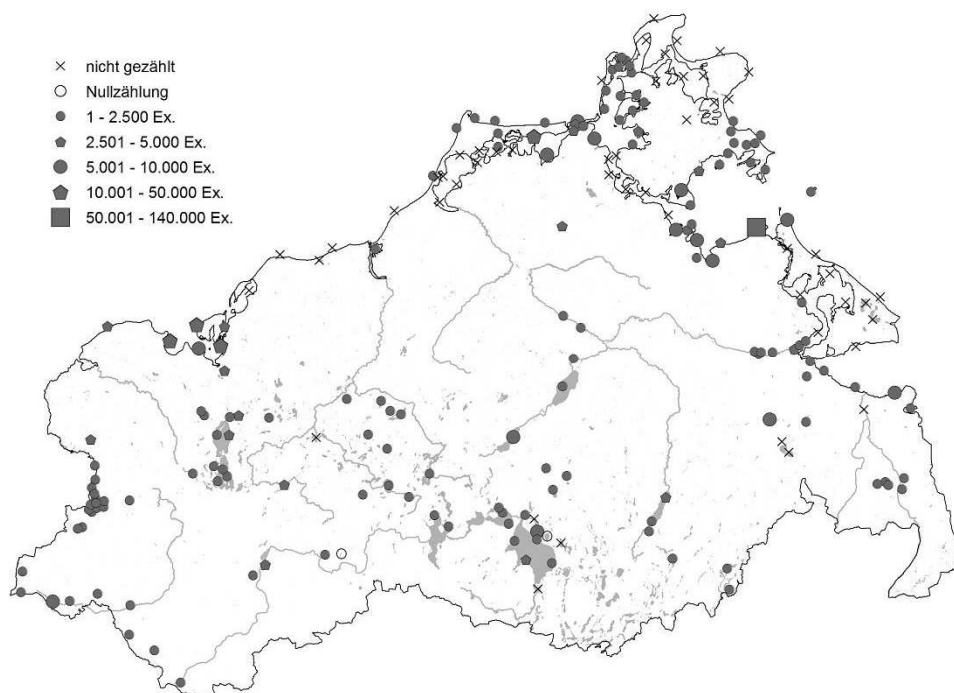 nicht gezählt
Nullzählung
1 - 2.500 Ex.
2.501 - 5.000 Ex.
5.001 - 10.000 Ex.
10.001 - 50.000 Ex.
50.001 - 140.000 Ex.